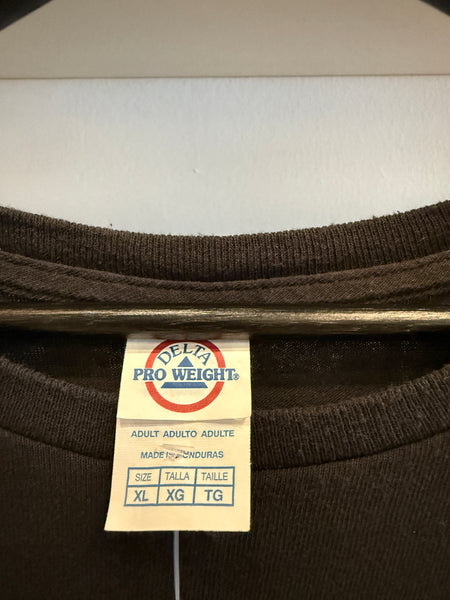 DELTA
PRO WEIGHT®
ADULT ADULTO ADULTE
MADE IN HONDURAS
SIZE TALLA TAILLE
XL XG TG